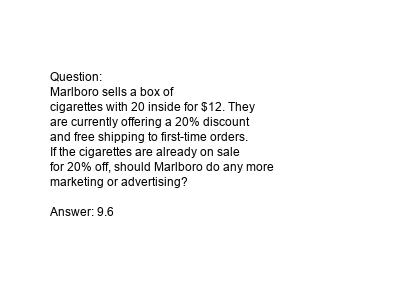 Question:
Marlboro sells a box of
cigarettes with 20 inside for $12. They
are currently offering a 20% discount
and free shipping to first-time orders.
If the cigarettes are already on sale
for 20% off, should Marlboro do any more
marketing or advertising?
Answer: 9.6